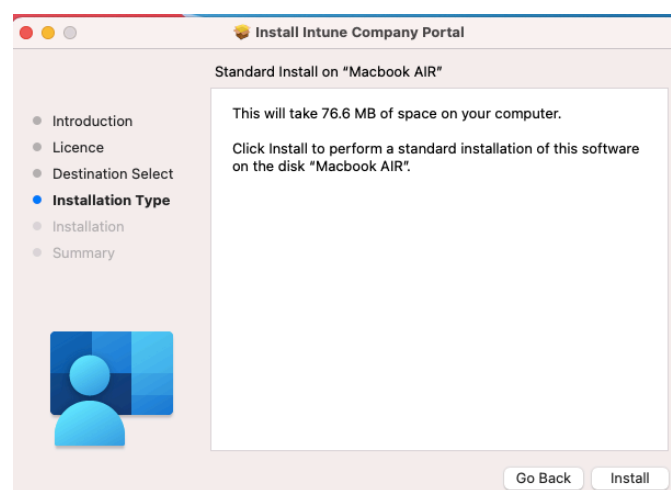 Install Intune Company Portal
Standard Install on “Macbook AIR”
Introduction
Licence
Destination Select
Installation Type
Installation
Summary
This will take 76.6 MB of space on your computer.
Click Install to perform a standard installation of this software
on the disk “Macbook AIR”.
Go Back
Install